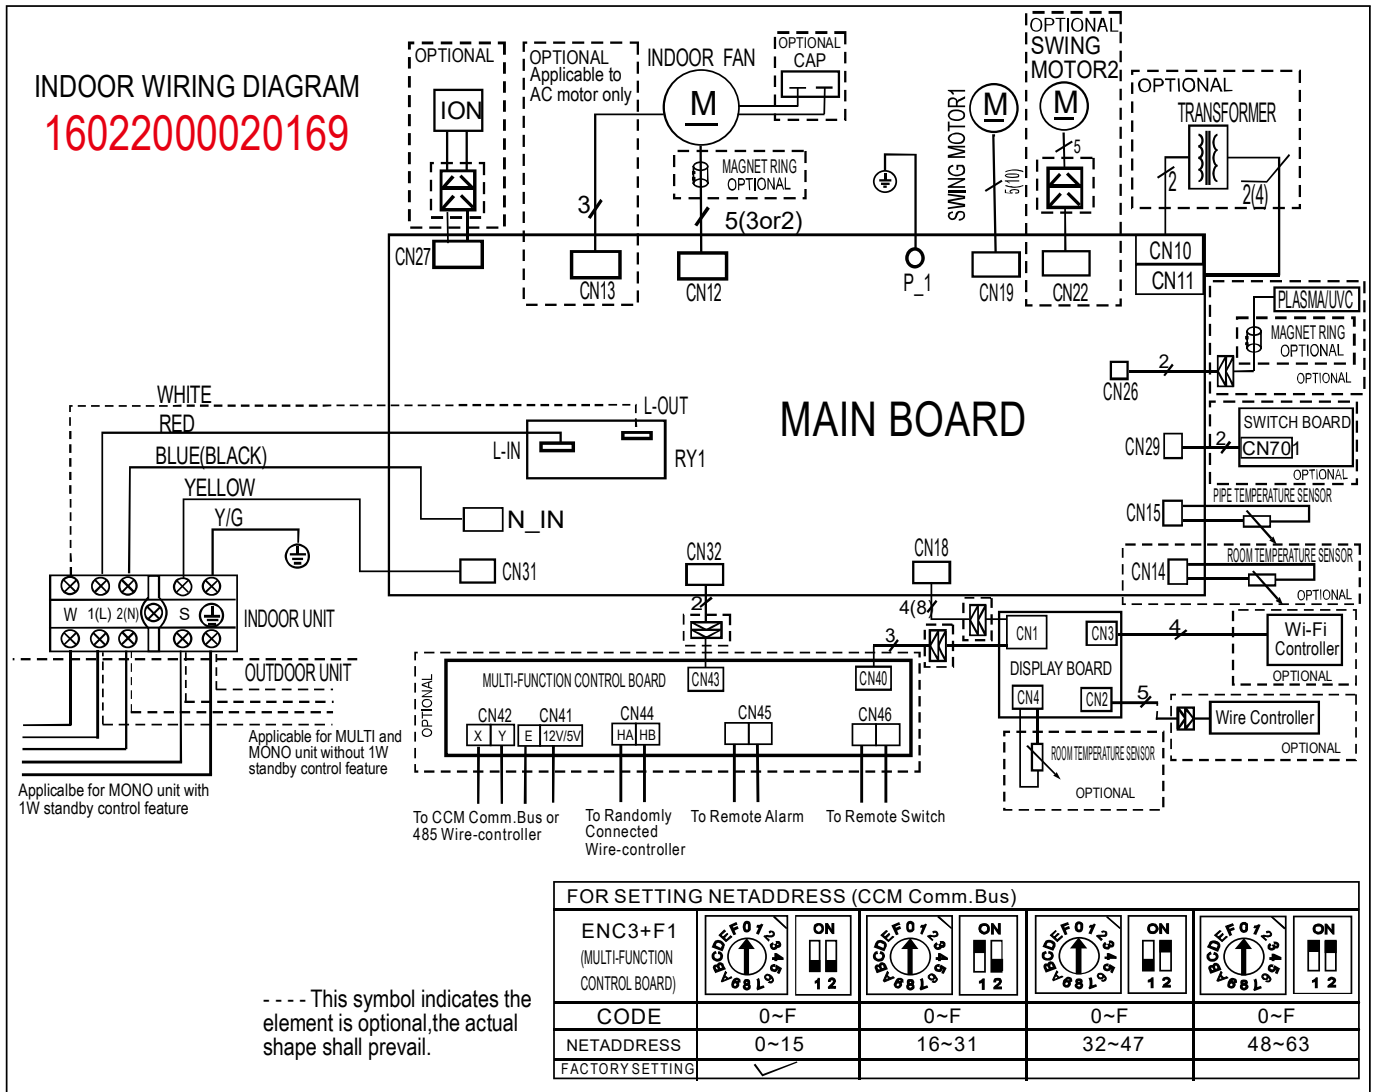 INDOOR WIRING DIAGRAM
16022000020169
OPTIONAL
ION
CN27
OPTIONAL
Applicable to
AC motor only
3
CN13
INDOOR FAN
M
OPTIONAL
CAP
MAGNET RING
OPTIONAL
5(3or2)
CN12
P_1
SWING MOTOR1
M
5(10)
CN19
OPTIONAL
SWING
MOTOR2
M
5
CN22
OPTIONAL
TRANSFORMER
2
2(4)
CN10
CN11
PLASMA/UVC
MAGNET RING
OPTIONAL
OPTIONAL
2
CN26
MAIN BOARD
SWITCH BOARD
CN701
OPTIONAL
2
CN29
PIPE TEMPERATURE SENSOR
CN15
ROOM TEMPERATURE SENSOR
CN14
OPTIONAL
WHITE
L-OUT
RED
L-IN
RY1
BLUE(BLACK)
YELLOW
Y/G
N_IN
CN31
W 1(L) 2(N) S
INDOOR UNIT
OUTDOOR UNIT
Applicable for MULTI and
MONO unit without 1W
standby control feature
Applicalbe for MONO unit with
1W standby control feature
CN32
2
CN18
4(8)
3
CN1
CN3
DISPLAY BOARD
CN4
CN2
4
Wi-Fi
Controller
OPTIONAL
5
Wire Controller
OPTIONAL
ROOM TEMPERATURE SENSOR
OPTIONAL
OPTIONAL
MULTI-FUNCTION CONTROL BOARD
CN43
CN40
CN42
X Y
CN41
E 12V/5V
CN44
HA HB
CN45
CN46
To CCM Comm.Bus or
485 Wire-controller
To Randomly
Connected
Wire-controller
To Remote Alarm
To Remote Switch
FOR SETTING NETADDRESS (CCM Comm.Bus)
ENC3+F1
(MULTI-FUNCTION
CONTROL BOARD)
0123456789ABCDEF
ON
1 2
0123456789ABCDEF
ON
1 2
0123456789ABCDEF
ON
1 2
0123456789ABCDEF
ON
1 2
CODE 0~F 0~F 0~F 0~F
NETADDRESS 0~15 16~31 32~47 48~63
FACTORY SETTING
---- This symbol indicates the
element is optional,the actual
shape shall prevail.